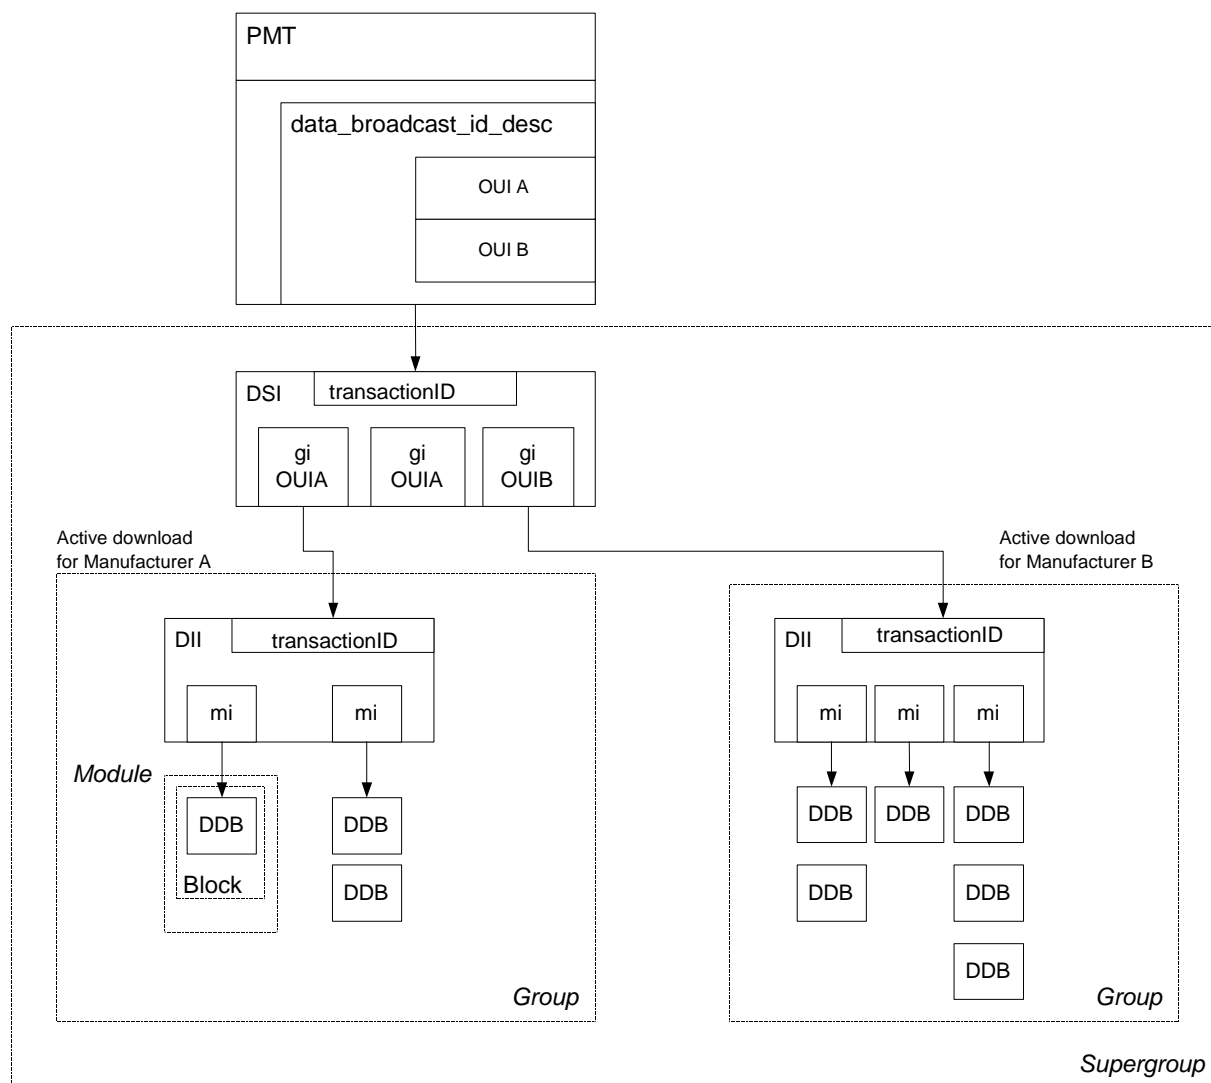 PMT
data_broadcast_id_desc
OUI A
OUI B
DSI
transactionID
gi
OUIA
gi
OUIA
gi
OUIB
Active download
for Manufacturer A
Active download
for Manufacturer B
DII
transactionID
mi
mi
DII
transactionID
mi
mi
mi
Module
DDB
Block
DDB
DDB
DDB
DDB
DDB
DDB
DDB
DDB
Group
Group
Supergroup